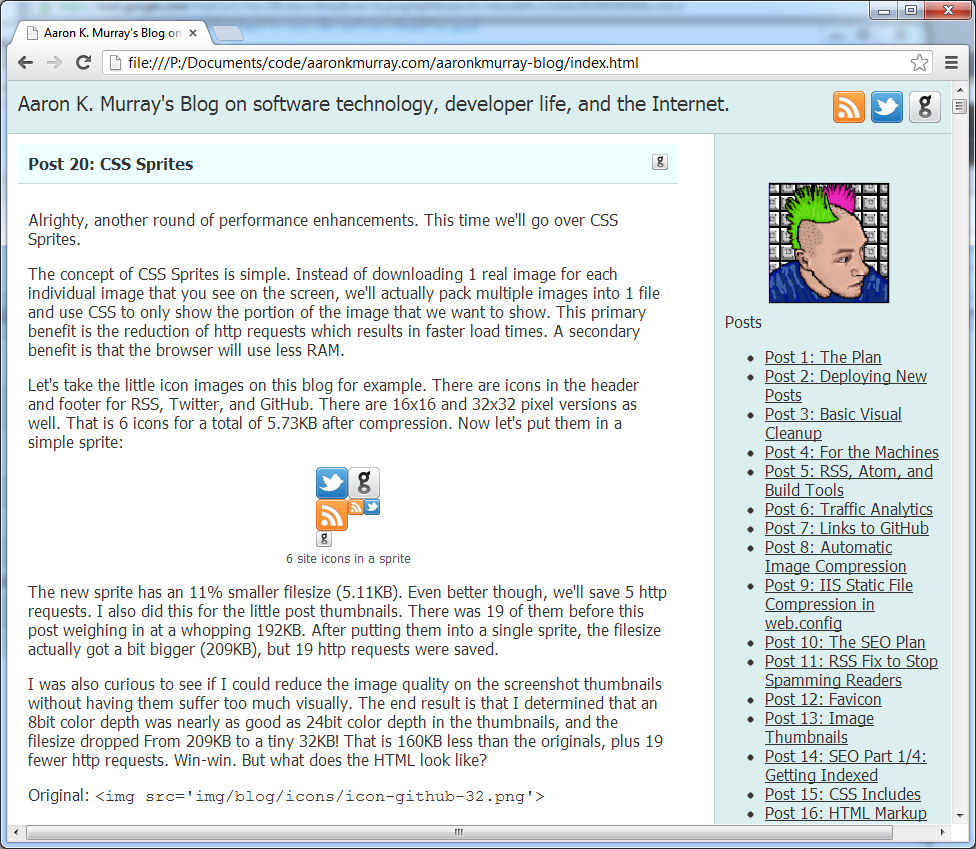 Aaron K. Murray's Blog on
file:///P:/Documents/code/aaronkmurray.com/aaronkmurray-blog/index.html
Aaron K. Murray's Blog on software technology, developer life, and the Internet.
g
Post 20: CSS Sprites
g
Alrighty, another round of performance enhancements. This time we'll go over CSS
Sprites.
The concept of CSS Sprites is simple. Instead of downloading 1 real image for each
individual image that you see on the screen, we'll actually pack multiple images into 1 file
and use CSS to only show the portion of the image that we want to show. This primary
benefit is the reduction of http requests which results in faster load times. A secondary
benefit is that the browser will use less RAM.
Let's take the little icon images on this blog for example. There are icons in the header
and footer for RSS, Twitter, and GitHub. There are 16x16 and 32x32 pixel versions as
well. That is 6 icons for a total of 5.73KB after compression. Now let's put them in a
simple sprite:
g
g
6 site icons in a sprite
The new sprite has an 11% smaller filesize (5.11KB). Even better though, we'll save 5 http
requests. I also did this for the little post thumbnails. There was 19 of them before this
post weighing in at a whopping 192KB. After putting them into a single sprite, the filesize
actually got a bit bigger (209KB), but 19 http requests were saved.
I was also curious to see if I could reduce the image quality on the screenshot thumbnails
without having them suffer too much visually. The end result is that I determined that an
8bit color depth was nearly as good as 24bit color depth in the thumbnails, and the
filesize dropped From 209KB to a tiny 32KB! That is 160KB less than the originals, plus 19
fewer http requests. Win-win. But what does the HTML look like?
Original: <img src='img/blog/icons/icon-github-32.png'>
Posts
Post 1: The Plan
Post 2: Deploying New
Posts
Post 3: Basic Visual
Cleanup
Post 4: For the Machines
Post 5: RSS, Atom, and
Build Tools
Post 6: Traffic Analytics
Post 7: Links to GitHub
Post 8: Automatic
Image Compression
Post 9: IIS Static File
Compression in
web.config
Post 10: The SEO Plan
Post 11: RSS Fix to Stop
Spamming Readers
Post 12: Favicon
Post 13: Image
Thumbnails
Post 14: SEO Part 1/4:
Getting Indexed
Post 15: CSS Includes
Post 16: HTML Markup